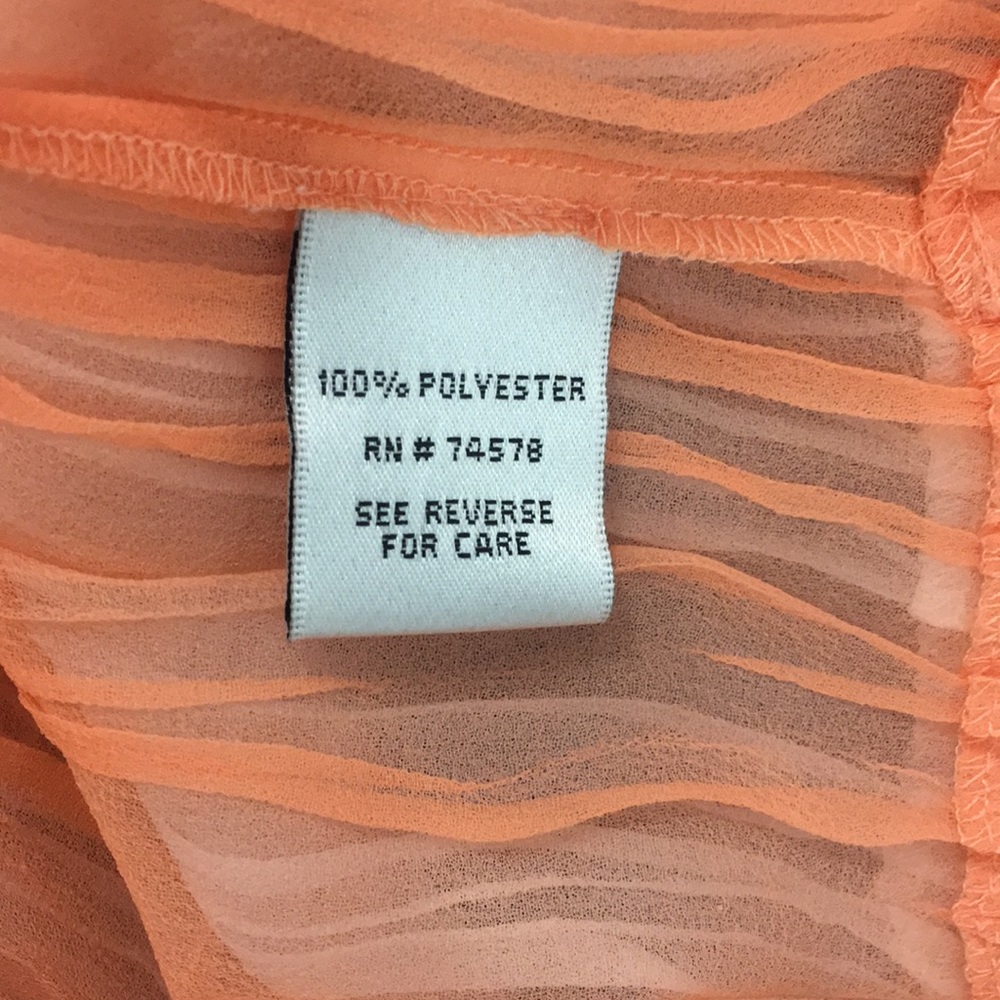 100% POLYESTER
RN # 74578
SEE REVERSE
FOR CARE